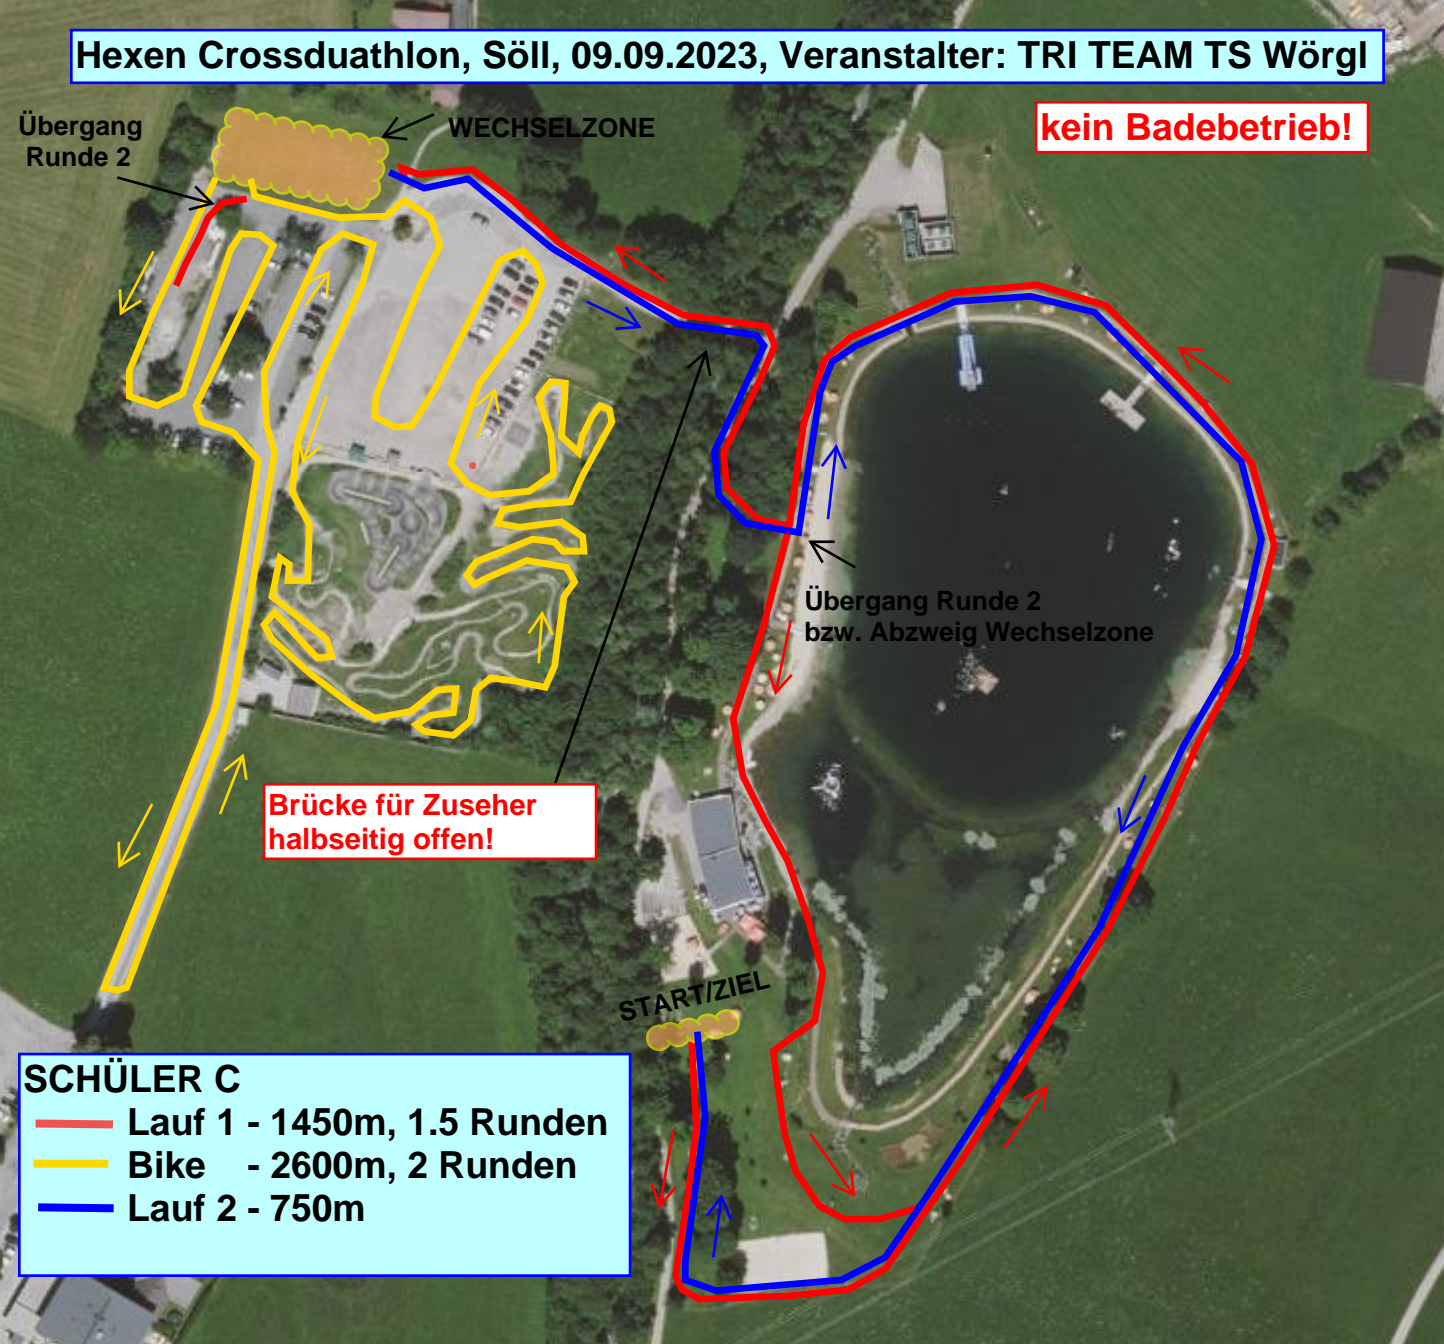 Hexen Crossduathlon, Söll, 09.09.2023, Veranstalter: TRI TEAM TS Wörgl
kein Badebetrieb!
Übergang
Runde 2
WECHSELZONE
Übergang Runde 2
bzw. Abzweig Wechselzone
Brücke für Zuseher
halbseitig offen!
START/ZIEL
SCHÜLER C
Lauf 1 - 1450m, 1.5 Runden
Bike - 2600m, 2 Runden
Lauf 2 - 750m